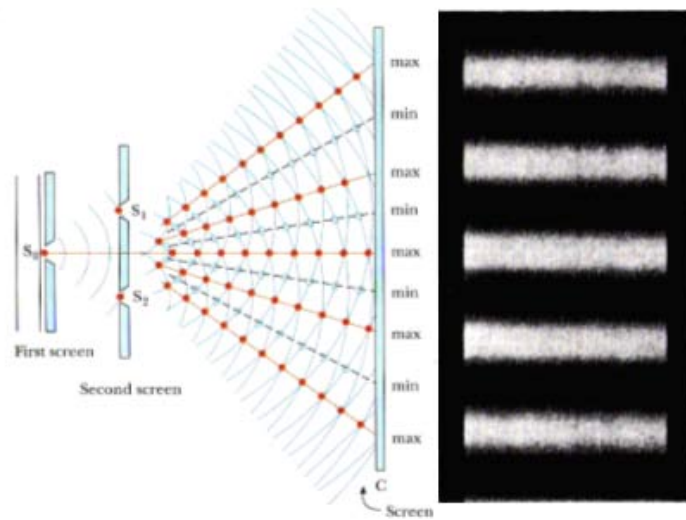 max
min
max
S₁
min
S₀
max
S₂
min
max
First screen
min
Second screen
max
C
Screen